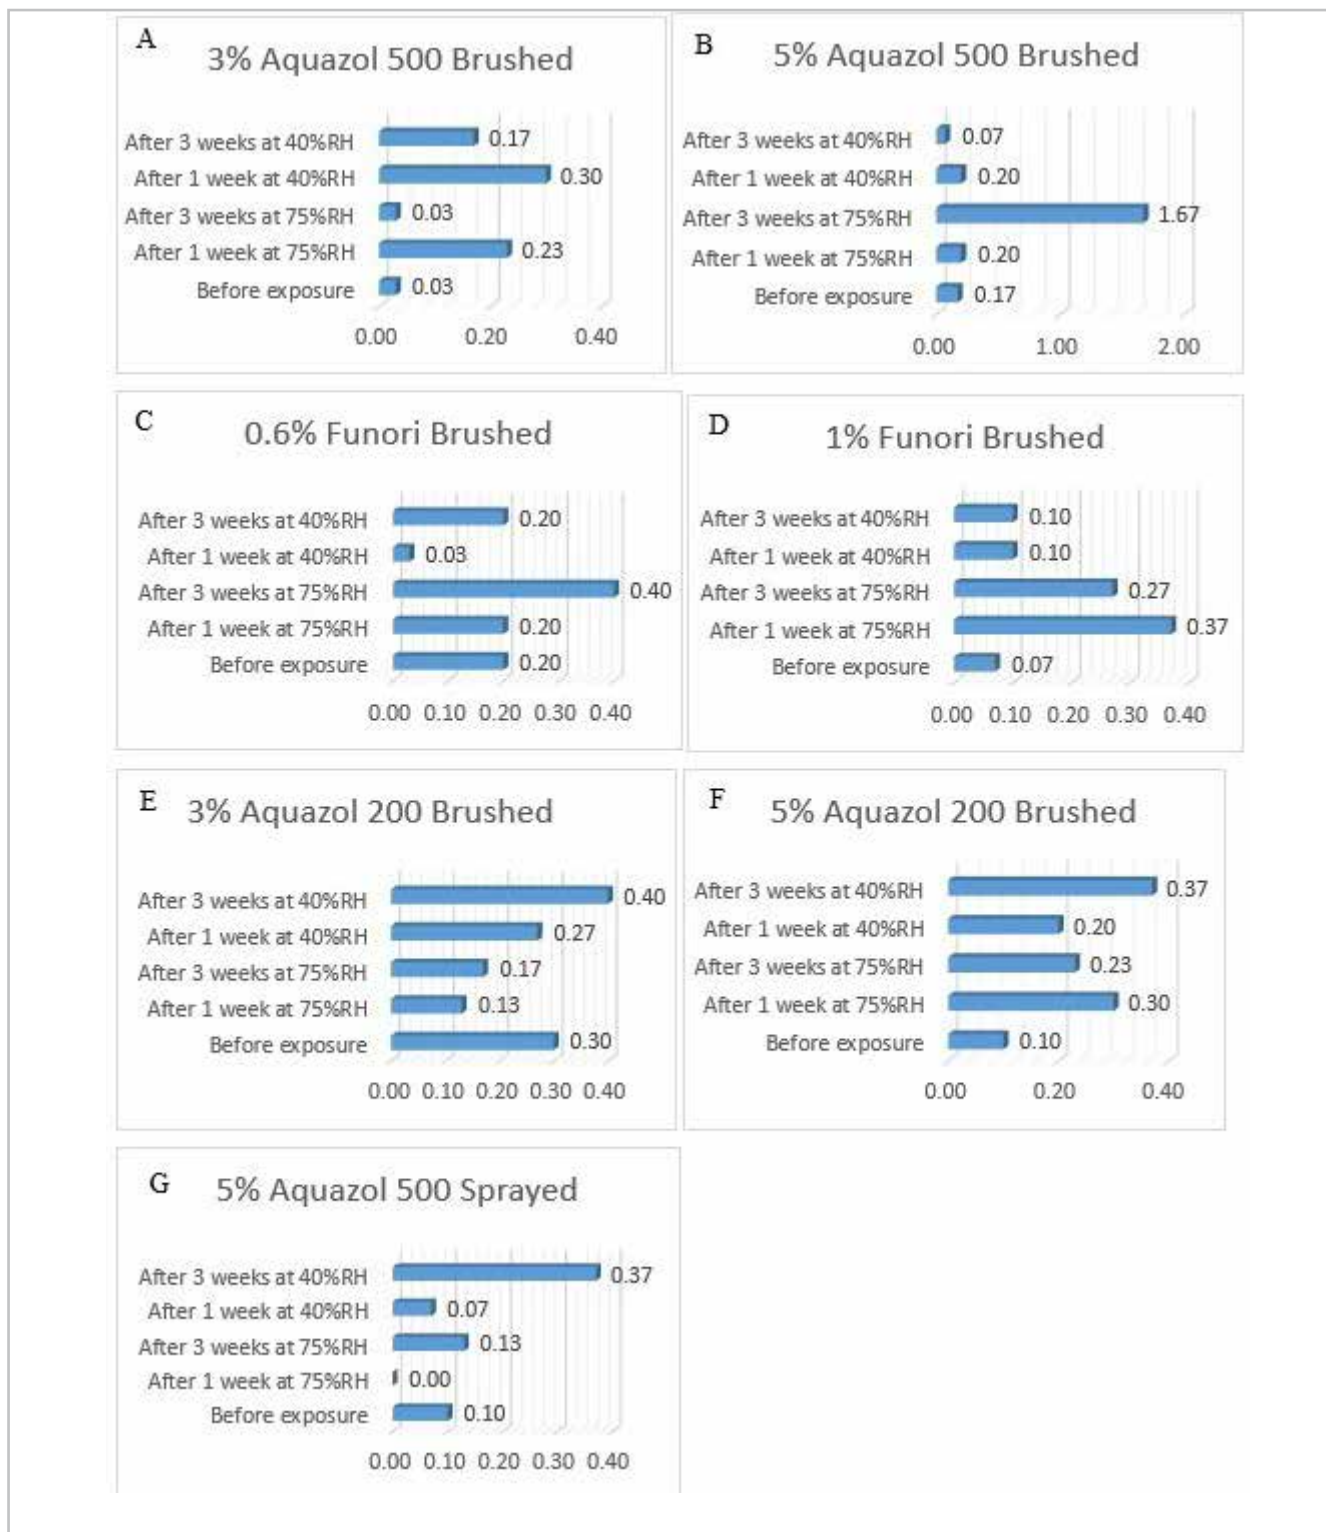 A
3% Aquazol 500 Brushed
After 3 weeks at 40%RH 0.17
After 1 week at 40%RH 0.30
After 3 weeks at 75%RH 0.03
After 1 week at 75%RH 0.23
Before exposure 0.03
0.00 0.20 0.40
B
5% Aquazol 500 Brushed
After 3 weeks at 40%RH 0.07
After 1 week at 40%RH 0.20
After 3 weeks at 75%RH 1.67
After 1 week at 75%RH 0.20
Before exposure 0.17
0.00 1.00 2.00
C
0.6% Funori Brushed
After 3 weeks at 40%RH 0.20
After 1 week at 40%RH 0.03
After 3 weeks at 75%RH 0.40
After 1 week at 75%RH 0.20
Before exposure 0.20
0.00 0.10 0.20 0.30 0.40
D
1% Funori Brushed
After 3 weeks at 40%RH 0.10
After 1 week at 40%RH 0.10
After 3 weeks at 75%RH 0.27
After 1 week at 75%RH 0.37
Before exposure 0.07
0.00 0.10 0.20 0.30 0.40
E
3% Aquazol 200 Brushed
After 3 weeks at 40%RH 0.40
After 1 week at 40%RH 0.27
After 3 weeks at 75%RH 0.17
After 1 week at 75%RH 0.13
Before exposure 0.30
0.00 0.10 0.20 0.30 0.40
F
5% Aquazol 200 Brushed
After 3 weeks at 40%RH 0.37
After 1 week at 40%RH 0.20
After 3 weeks at 75%RH 0.23
After 1 week at 75%RH 0.30
Before exposure 0.10
0.00 0.20 0.40
G
5% Aquazol 500 Sprayed
After 3 weeks at 40%RH 0.37
After 1 week at 40%RH 0.07
After 3 weeks at 75%RH 0.13
After 1 week at 75%RH 0.00
Before exposure 0.10
0.00 0.10 0.20 0.30 0.40